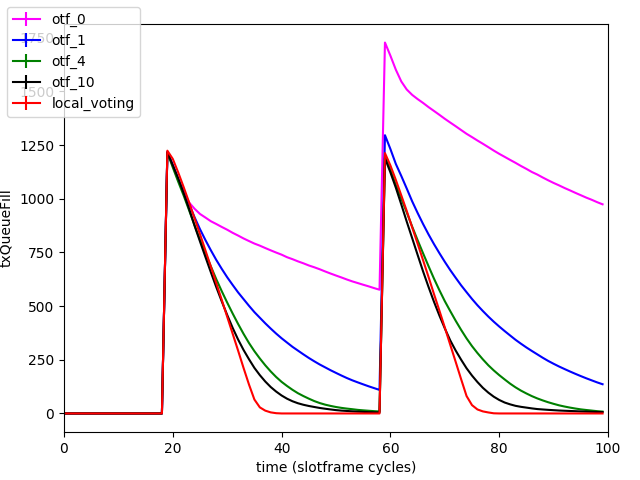 otf_0
otf_1
otf_4
otf_10
local_voting
1750
1500
1250
1000
750
500
250
0
txQueueFill
0 20 40 60 80 100
time (slotframe cycles)